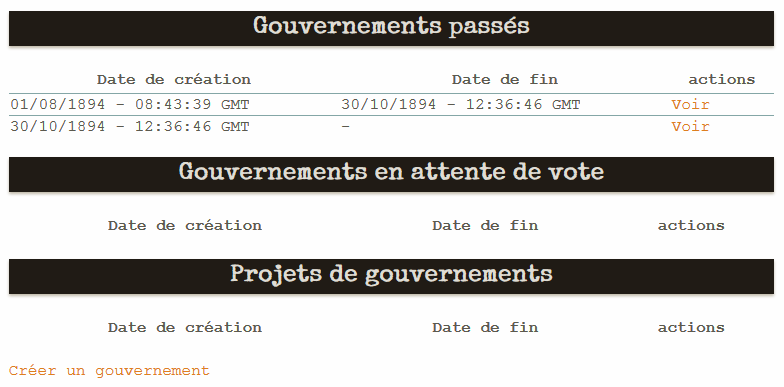 Gouvernements passés
Date de création Date de fin actions
01/08/1894 - 08:43:39 GMT 30/10/1894 - 12:36:46 GMT Voir
30/10/1894 - 12:36:46 GMT - Voir
Gouvernements en attente de vote
Date de création Date de fin actions
Projets de gouvernements
Date de création Date de fin actions
Créer un gouvernement